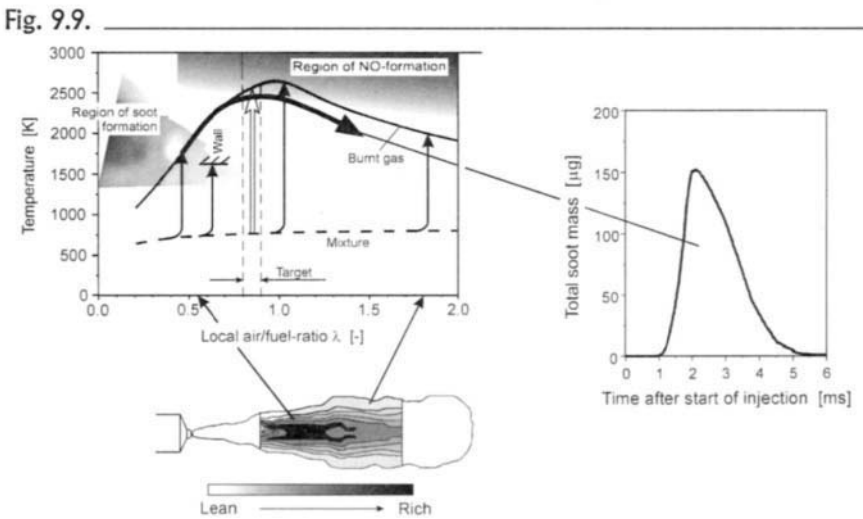 Fig. 9.9.
3000
2500
2000
1500
1000
750
500
0
Temperature [K]
Region of NO-formation
Region of soot
formation
Wall
Burnt gas
Mixture
Target
0.0 0.5 1.0 1.5 2.0
Local air/fuel-ratio λ [-]
Lean Rich
200
150
100
50
0
Total soot mass [µg]
0 1 2 3 4 5 6
Time after start of injection [ms]